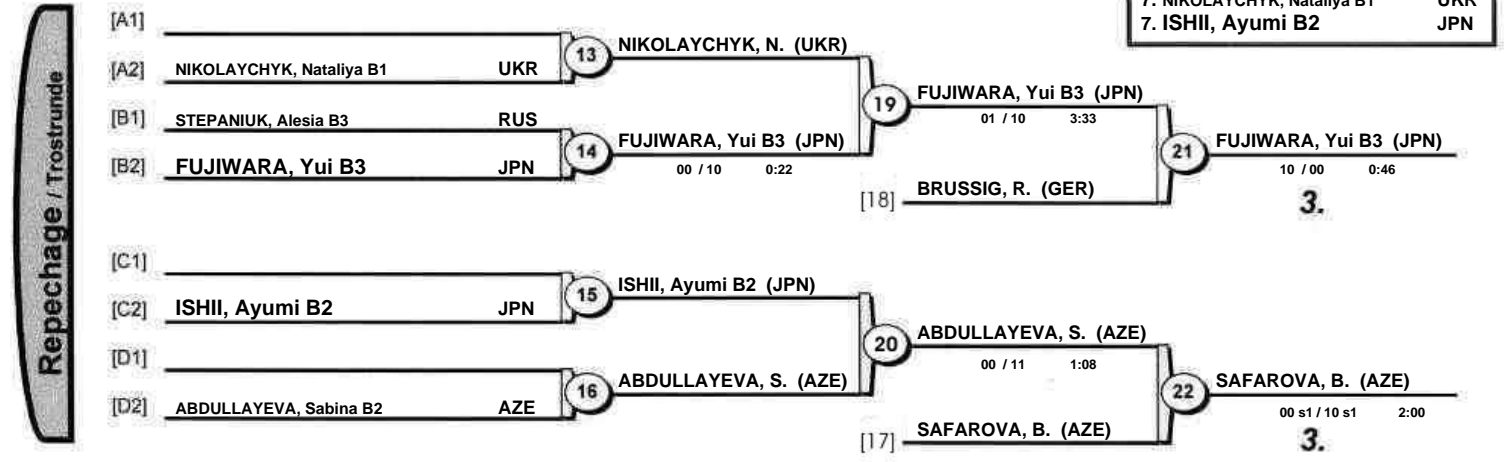 7. NIKOLAYCHYK, Nataliya B1 UKR
7. ISHII, Ayumi B2 JPN
Repechage / Trostrunde
[A1]
[A2] NIKOLAYCHYK, Nataliya B1 UKR
13 NIKOLAYCHYK, N. (UKR)
[B1] STEPANIUK, Alesia B3 RUS
[B2] FUJIWARA, Yui B3 JPN
14 FUJIWARA, Yui B3 (JPN)
00 / 10 0:22
19 FUJIWARA, Yui B3 (JPN)
01 / 10 3:33
[18] BRUSSIG, R. (GER)
21 FUJIWARA, Yui B3 (JPN)
10 / 00 0:46
3.
[C1]
[C2] ISHII, Ayumi B2 JPN
15 ISHII, Ayumi B2 (JPN)
[D1]
[D2] ABDULLAYEVA, Sabina B2 AZE
16 ABDULLAYEVA, S. (AZE)
20 ABDULLAYEVA, S. (AZE)
00 / 11 1:08
[17] SAFAROVA, B. (AZE)
22 SAFAROVA, B. (AZE)
00 s1 / 10 s1 2:00
3.